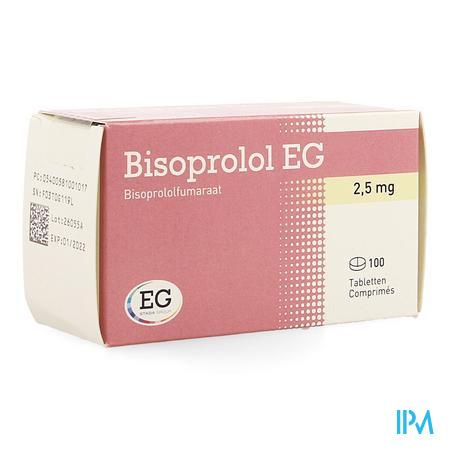 PC: 05400581001017
SN: F0310G119L
Lot: 26055A
EXP: 01/2022
Bisoprolol EG
Bisoprololfumaraat
2,5 mg
100
Tabletten
Comprimés
EG
STADA GROUP
IPM